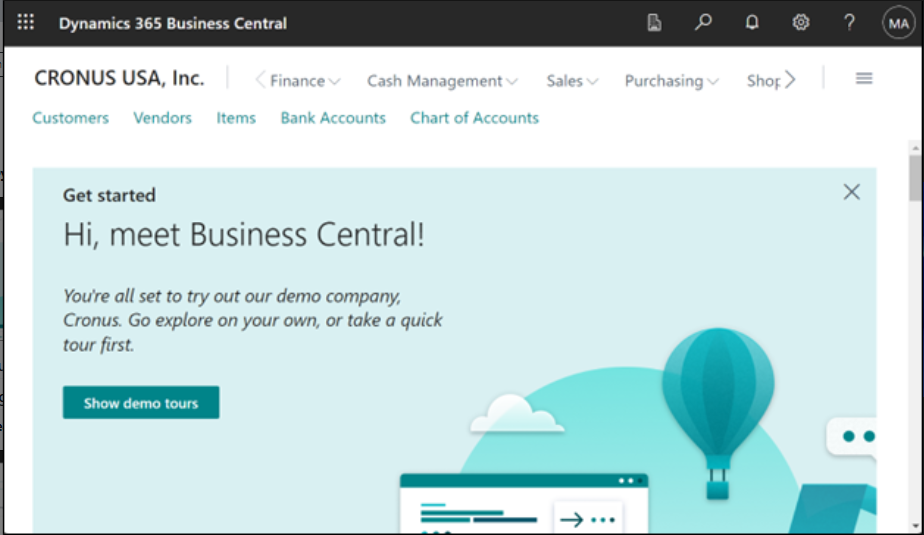 Dynamics 365 Business Central
?
MA
CRONUS USA, Inc.
Finance
Cash Management
Sales
Purchasing
Shop
Customers
Vendors
Items
Bank Accounts
Chart of Accounts
Get started
Hi, meet Business Central!
You're all set to try out our demo company,
Cronus. Go explore on your own, or take a quick
tour first.
Show demo tours